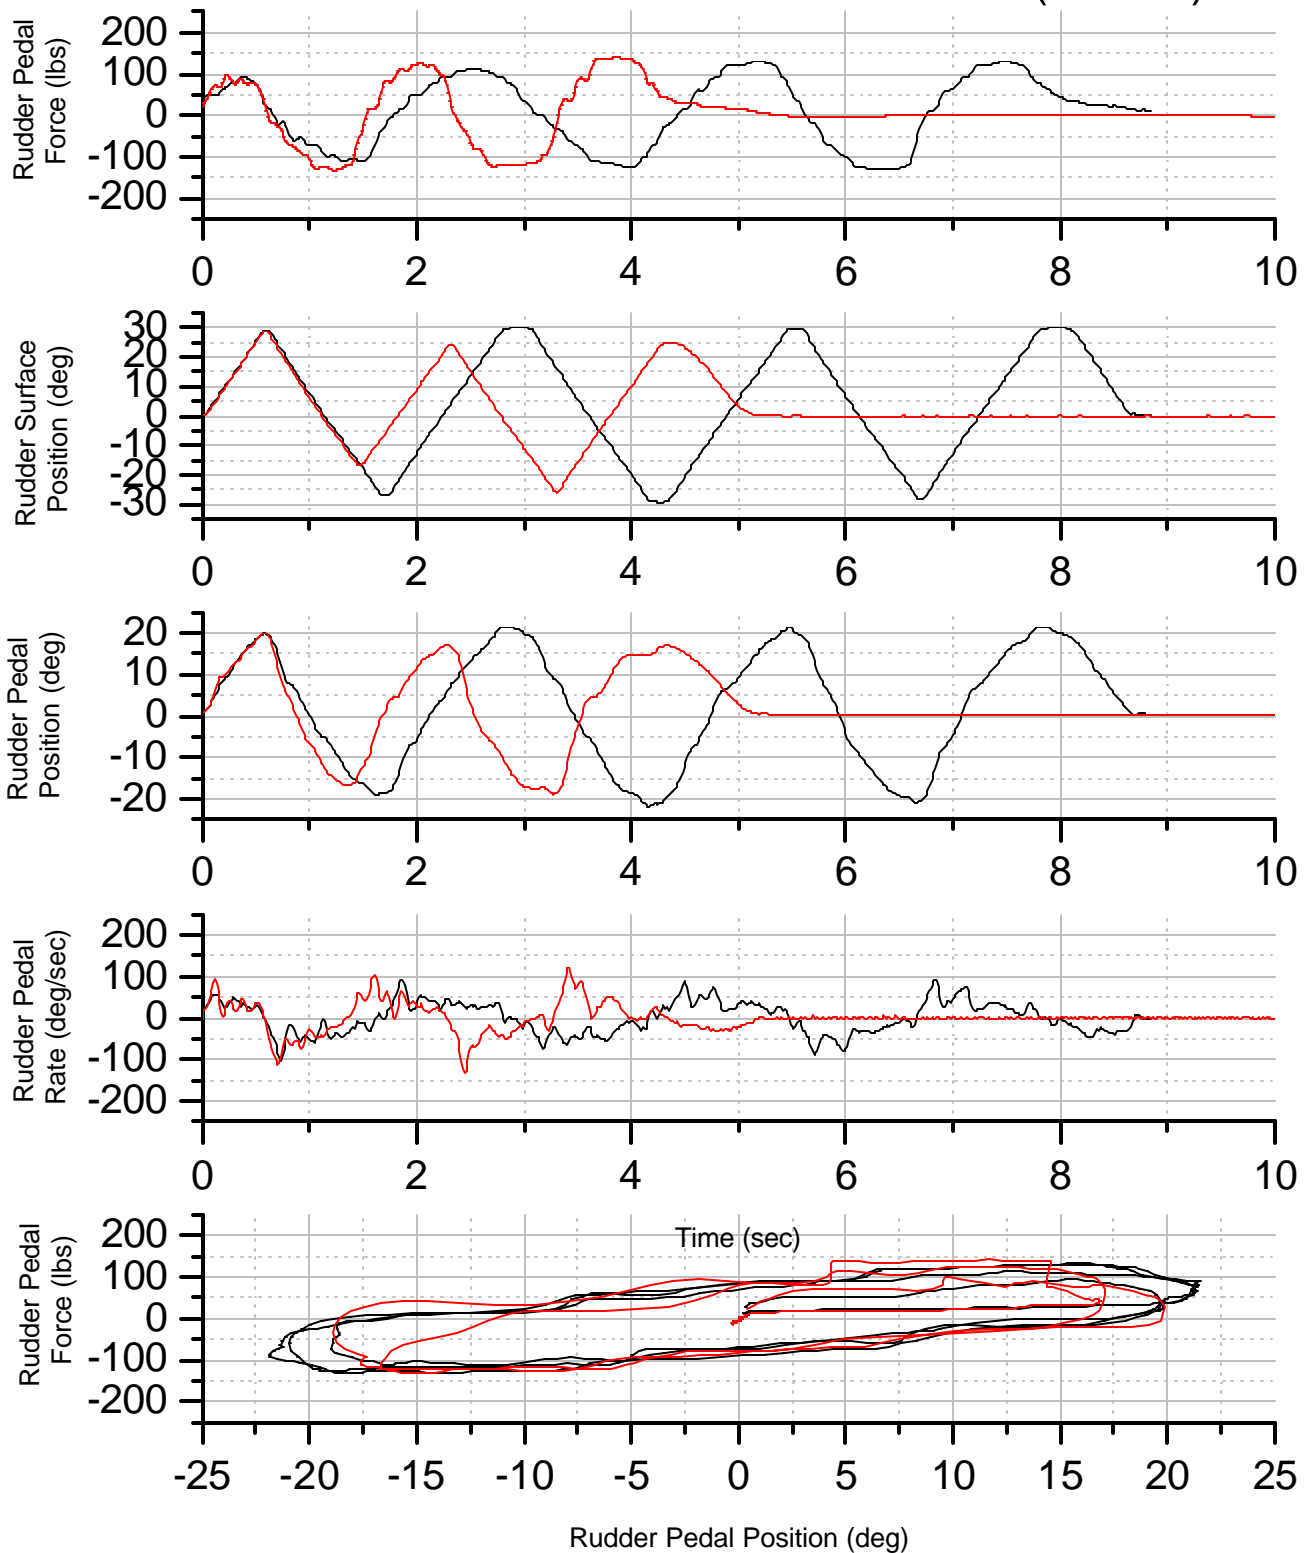 Rudder Pedal
Force (lbs)
200
100
0
-100
-200
0 2 4 6 8 10
Rudder Surface
Position (deg)
30
20
10
0
-10
-20
-30
0 2 4 6 8 10
Rudder Pedal
Position (deg)
20
10
0
-10
-20
0 2 4 6 8 10
Rudder Pedal
Rate (deg/sec)
200
100
0
-100
-200
0 2 4 6 8 10
Rudder Pedal
Force (lbs)
200
100
0
-100
-200
Time (sec)
-25 -20 -15 -10 -5 0 5 10 15 20 25
Rudder Pedal Position (deg)